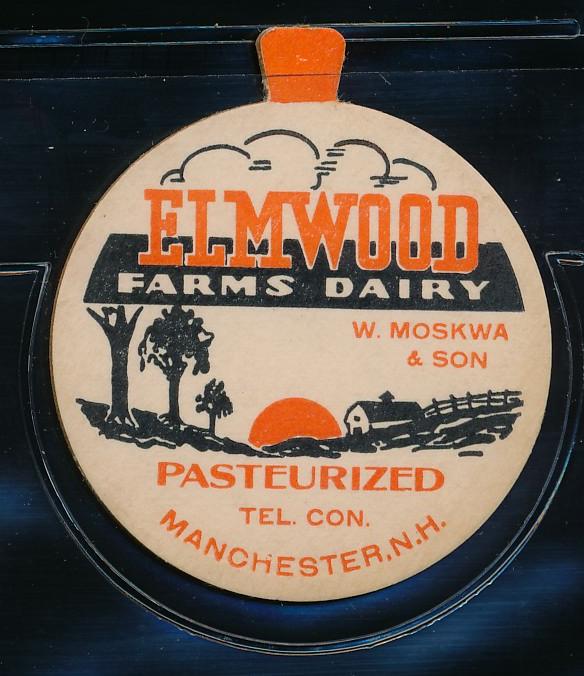 ELMWOOD
FARMS DAIRY
W. MOSKWA
& SON
PASTEURIZED
TEL. CON.
MANCHESTER, N.H.